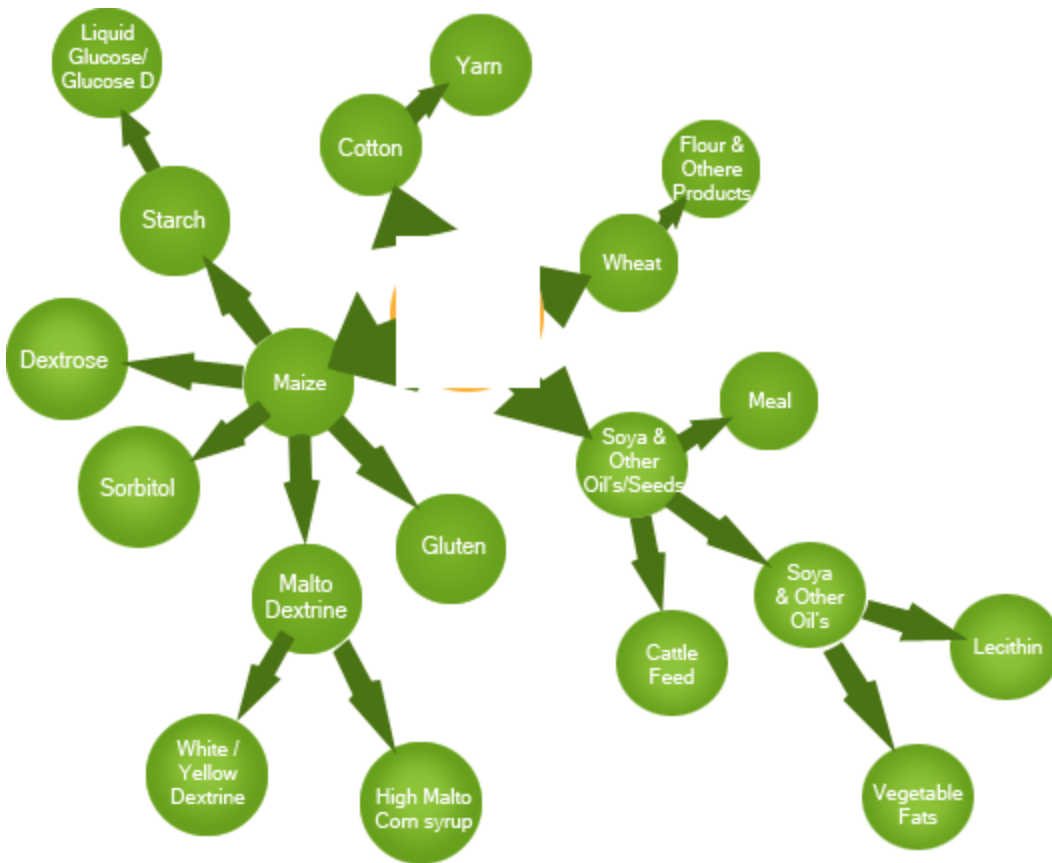 Liquid
Glucose/
Glucose D
Yarn
Cotton
Flour &
Othere
Products
Starch
Wheat
Dextrose
Maize
Meal
Soya &
Other
Oil's/Seeds
Sorbitol
Gluten
Malto
Dextrine
Soya
& Other
Oil's
Cattle
Feed
Lecithin
White /
Yellow
Dextrine
High Malto
Corn syrup
Vegetable
Fats